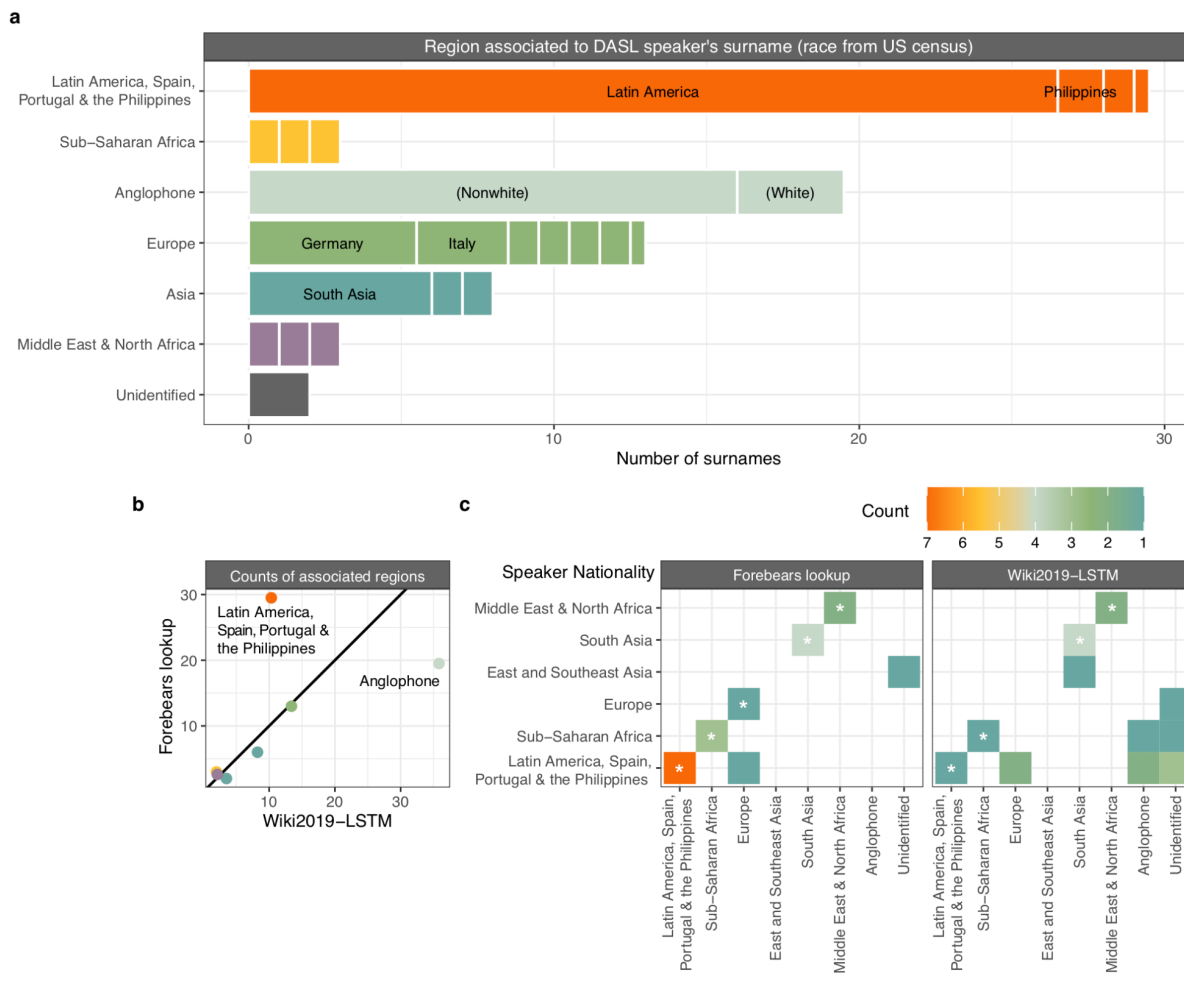 a
Region associated to DASL speaker's surname (race from US census)
Latin America, Spain,
Portugal & the Philippines
Latin America
Philippines
Sub−Saharan Africa
Anglophone
(Nonwhite)
(White)
Europe
Germany
Italy
Asia
South Asia
Middle East & North Africa
Unidentified
0
10
20
30
Number of surnames
b
Counts of associated regions
Forebears lookup
30
20
10
Latin America,
Spain, Portugal &
the Philippines
Anglophone
10
20
30
Wiki2019−LSTM
c
Count
7
6
5
4
3
2
1
Speaker Nationality
Forebears lookup
Wiki2019−LSTM
Middle East & North Africa
*
*
South Asia
*
*
East and Southeast Asia
Europe
*
Sub−Saharan Africa
*
*
Latin America, Spain,
Portugal & the Philippines
*
*
Latin America, Spain,
Portugal & the Philippines
Sub−Saharan Africa
Europe
East and Southeast Asia
South Asia
Middle East & North Africa
Anglophone
Unidentified
Latin America, Spain,
Portugal & the Philippines
Sub−Saharan Africa
Europe
East and Southeast Asia
South Asia
Middle East & North Africa
Anglophone
Unidentified